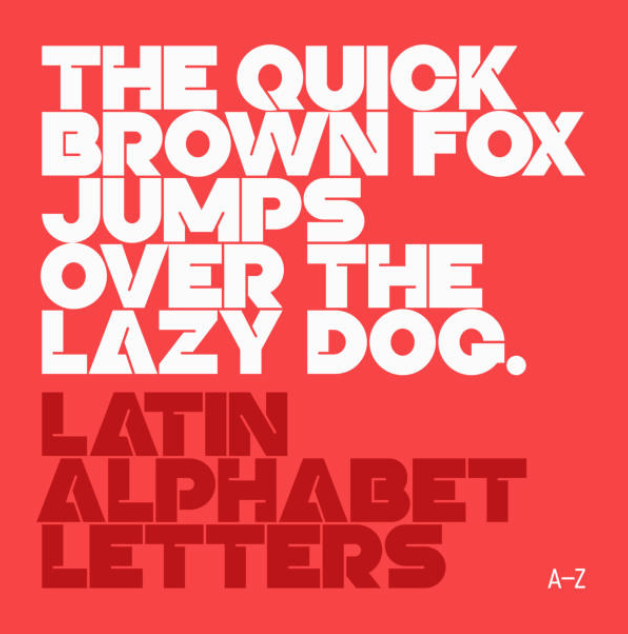 THE QUICK
BROWN FOX
JUMPS
OVER THE
LAZY DOG.
LATIN
ALPHABET
LETTERS
A–Z